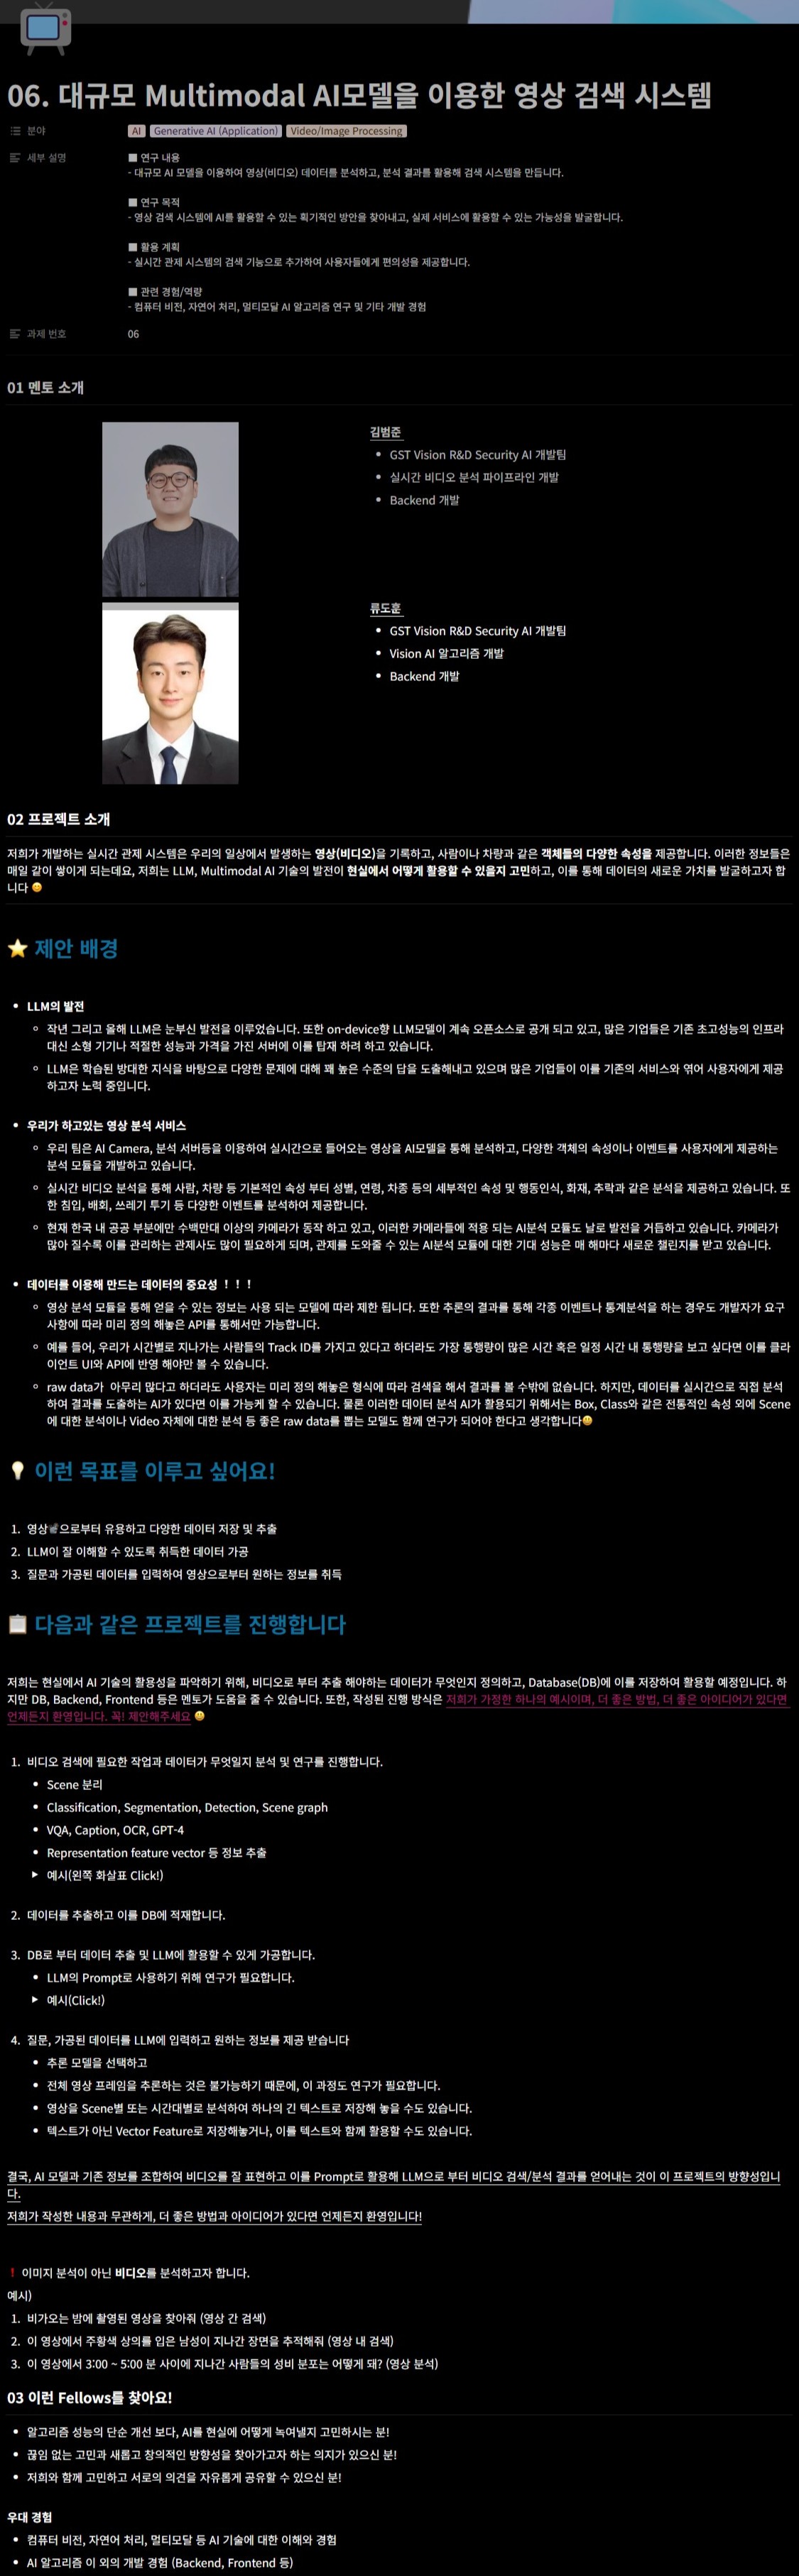 06. 대규모 Multimodal AI모델을 이용한 영상 검색 시스템
분야
AI Generative AI (Application) Video/Image Processing
세부 설명
■ 연구 내용
- 대규모 AI 모델을 이용하여 영상(비디오) 데이터를 분석하고, 분석 결과를 활용해 검색 시스템을 만듭니다.
■ 연구 목적
- 영상 검색 시스템에 AI를 활용할 수 있는 획기적인 방안을 찾아내고, 실제 서비스에 활용할 수 있는 가능성을 발굴합니다.
■ 활용 계획
- 실시간 관제 시스템의 검색 기능으로 추가하여 사용자들에게 편의성을 제공합니다.
■ 관련 경험/역량
- 컴퓨터 비전, 자연어 처리, 멀티모달 AI 알고리즘 연구 및 기타 개발 경험
과제 번호
06
01 멘토 소개
김범준
• GST Vision R&D Security AI 개발팀
• 실시간 비디오 분석 파이프라인 개발
• Backend 개발
류도훈
• GST Vision R&D Security AI 개발팀
• Vision AI 알고리즘 개발
• Backend 개발
02 프로젝트 소개
저희가 개발하는 실시간 관제 시스템은 우리의 일상에서 발생하는 영상(비디오)을 기록하고, 사람이나 차량과 같은 객체들의 다양한 속성을 제공합니다. 이러한 정보들은
매일 같이 쌓이게 되는데요, 저희는 LLM, Multimodal AI 기술의 발전이 현실에서 어떻게 활용할 수 있을지 고민하고, 이를 통해 데이터의 새로운 가치를 발굴하고자 합
니다 😊
⭐ 제안 배경
• LLM의 발전
◦ 작년 그리고 올해 LLM은 눈부신 발전을 이루었습니다. 또한 on-device향 LLM모델이 계속 오픈소스로 공개 되고 있고, 많은 기업들은 기존 초고성능의 인프라
대신 소형 기기나 적절한 성능과 가격을 가진 서버에 이를 탑재 하려 하고 있습니다.
◦ LLM은 학습된 방대한 지식을 바탕으로 다양한 문제에 대해 꽤 높은 수준의 답을 도출해내고 있으며 많은 기업들이 이를 기존의 서비스와 엮어 사용자에게 제공
하고자 노력 중입니다.
• 우리가 하고있는 영상 분석 서비스
◦ 우리 팀은 AI Camera, 분석 서버등을 이용하여 실시간으로 들어오는 영상을 AI모델을 통해 분석하고, 다양한 객체의 속성이나 이벤트를 사용자에게 제공하는
분석 모듈을 개발하고 있습니다.
◦ 실시간 비디오 분석을 통해 사람, 차량 등 기본적인 속성 부터 성별, 연령, 차종 등의 세부적인 속성 및 행동인식, 화재, 추락과 같은 분석을 제공하고 있습니다. 또
한 침입, 배회, 쓰레기 투기 등 다양한 이벤트를 분석하여 제공합니다.
◦ 현재 한국 내 공공 부분에만 수백만대 이상의 카메라가 동작 하고 있고, 이러한 카메라들에 적용 되는 AI분석 모듈도 날로 발전을 거듭하고 있습니다. 카메라가
많아 질수록 이를 관리하는 관제사도 많이 필요하게 되며, 관제를 도와줄 수 있는 AI분석 모듈에 대한 기대 성능은 매 해마다 새로운 챌린지를 받고 있습니다.
• 데이터를 이용해 만드는 데이터의 중요성 ! ! !
◦ 영상 분석 모듈을 통해 얻을 수 있는 정보는 사용 되는 모델에 따라 제한 됩니다. 또한 추론의 결과를 통해 각종 이벤트나 통계분석을 하는 경우도 개발자가 요구
사항에 따라 미리 정의 해놓은 API를 통해서만 가능합니다.
◦ 예를 들어, 우리가 시간별로 지나가는 사람들의 Track ID를 가지고 있다고 하더라도 가장 통행량이 많은 시간 혹은 일정 시간 내 통행량을 보고 싶다면 이를 클라
이언트 UI와 API에 반영 해야만 볼 수 있습니다.
◦ raw data가 아무리 많다고 하더라도 사용자는 미리 정의 해놓은 형식에 따라 검색을 해서 결과를 볼 수밖에 없습니다. 하지만, 데이터를 실시간으로 직접 분석
하여 결과를 도출하는 AI가 있다면 이를 가능케 할 수 있습니다. 물론 이러한 데이터 분석 AI가 활용되기 위해서는 Box, Class와 같은 전통적인 속성 외에 Scene
에 대한 분석이나 Video 자체에 대한 분석 등 좋은 raw data를 뽑는 모델도 함께 연구가 되어야 한다고 생각합니다😃
💡 이런 목표를 이루고 싶어요!
1. 영상📽으로부터 유용하고 다양한 데이터 저장 및 추출
2. LLM이 잘 이해할 수 있도록 취득한 데이터 가공
3. 질문과 가공된 데이터를 입력하여 영상으로부터 원하는 정보를 취득
📋 다음과 같은 프로젝트를 진행합니다
저희는 현실에서 AI 기술의 활용성을 파악하기 위해, 비디오로 부터 추출 해야하는 데이터가 무엇인지 정의하고, Database(DB)에 이를 저장하여 활용할 예정입니다. 하
지만 DB, Backend, Frontend 등은 멘토가 도움을 줄 수 있습니다. 또한, 작성된 진행 방식은 저희가 가정한 하나의 예시이며, 더 좋은 방법, 더 좋은 아이디어가 있다면
언제든지 환영입니다. 꼭! 제안해주세요 😃
1. 비디오 검색에 필요한 작업과 데이터가 무엇일지 분석 및 연구를 진행합니다.
• Scene 분리
• Classification, Segmentation, Detection, Scene graph
• VQA, Caption, OCR, GPT-4
• Representation feature vector 등 정보 추출
▶ 예시(왼쪽 화살표 Click!)
2. 데이터를 추출하고 이를 DB에 적재합니다.
3. DB로 부터 데이터 추출 및 LLM에 활용할 수 있게 가공합니다.
• LLM의 Prompt로 사용하기 위해 연구가 필요합니다.
▶ 예시(Click!)
4. 질문, 가공된 데이터를 LLM에 입력하고 원하는 정보를 제공 받습니다
• 추론 모델을 선택하고
• 전체 영상 프레임을 추론하는 것은 불가능하기 때문에, 이 과정도 연구가 필요합니다.
• 영상을 Scene별 또는 시간대별로 분석하여 하나의 긴 텍스트로 저장해 놓을 수도 있습니다.
• 텍스트가 아닌 Vector Feature로 저장해놓거나, 이를 텍스트와 함께 활용할 수도 있습니다.
결국, AI 모델과 기존 정보를 조합하여 비디오를 잘 표현하고 이를 Prompt로 활용해 LLM으로 부터 비디오 검색/분석 결과를 얻어내는 것이 이 프로젝트의 방향성입니
다.
저희가 작성한 내용과 무관하게, 더 좋은 방법과 아이디어가 있다면 언제든지 환영입니다!
❗ 이미지 분석이 아닌 비디오를 분석하고자 합니다.
예시)
1. 비가오는 밤에 촬영된 영상을 찾아줘 (영상 간 검색)
2. 이 영상에서 주황색 상의를 입은 남성이 지나간 장면을 추적해줘 (영상 내 검색)
3. 이 영상에서 3:00 ~ 5:00 분 사이에 지나간 사람들의 성비 분포는 어떻게 돼? (영상 분석)
03 이런 Fellows를 찾아요!
• 알고리즘 성능의 단순 개선 보다, AI를 현실에 어떻게 녹여낼지 고민하시는 분!
• 끊임 없는 고민과 새롭고 창의적인 방향성을 찾아가고자 하는 의지가 있으신 분!
• 저희와 함께 고민하고 서로의 의견을 자유롭게 공유할 수 있으신 분!
우대 경험
• 컴퓨터 비전, 자연어 처리, 멀티모달 등 AI 기술에 대한 이해와 경험
• AI 알고리즘 이 외의 개발 경험 (Backend, Frontend 등)